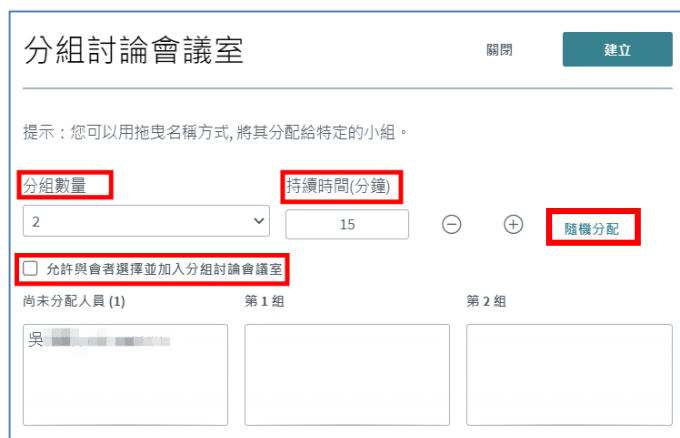 分組討論會議室 關閉 建立
提示：您可以用拖曳名稱方式, 將其分配給特定的小組。
分組數量 持續時間(分鐘)
2 15 隨機分配
允許與會者選擇並加入分組討論會議室
尚未分配人員 (1) 第 1 組 第 2 組
吳